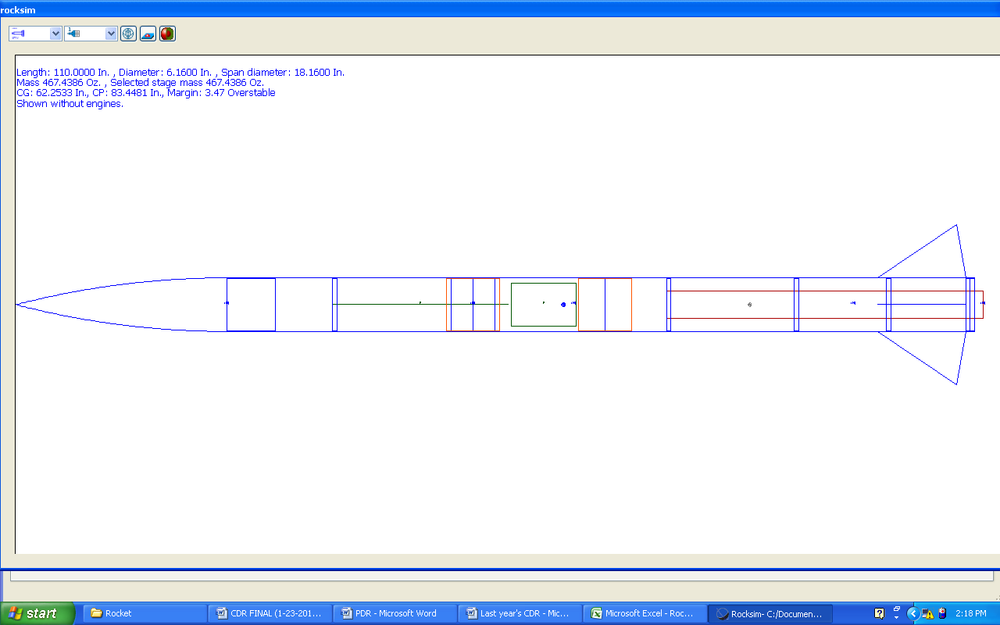 rocksim
Length: 110.0000 In. , Diameter: 6.1600 In. , Span diameter: 18.1600 In.
Mass 467.4386 Oz. , Selected stage mass 467.4386 Oz.
CG: 62.2533 In., CP: 83.4481 In., Margin: 3.47 Overstable
Shown without engines.
start
Rocket
CDR FINAL (1-23-201...
PDR - Microsoft Word
Last year's CDR - Mic...
Microsoft Excel - Roc...
Rocksim- C:/Documen...
2:18 PM